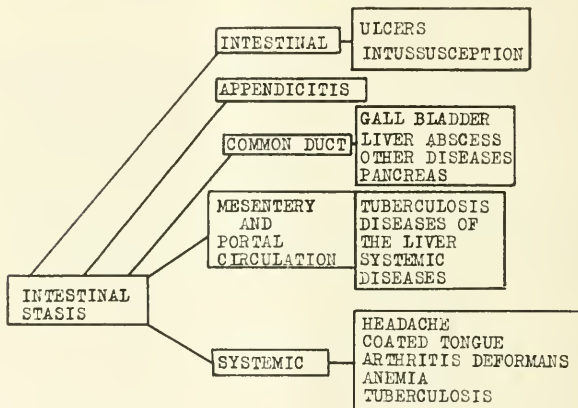 INTESTINAL
ULCERS
INTUSSUSCEPTION
APPENDICITIS
COMMON DUCT
GALL BLADDER
LIVER ABSCESS
OTHER DISEASES
PANCREAS
MESENTERY
AND
PORTAL
CIRCULATION
TUBERCULOSIS
DISEASES OF
THE LIVER
SYSTEMIC
DISEASES
INTESTINAL
STASIS
SYSTEMIC
HEADACHE
COATED TONGUE
ARTHRITIS DEFORMANS
ANEMIA
TUBERCULOSIS